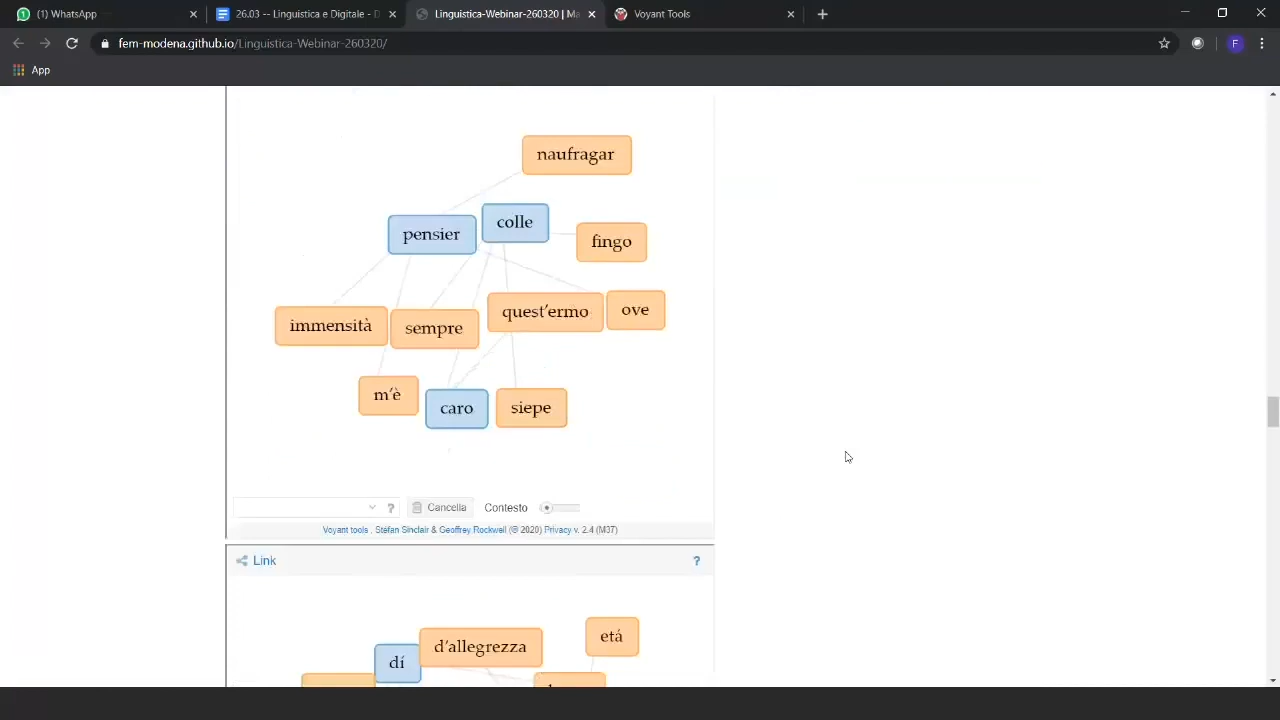 (1) WhatsApp
26.03 -- Linguistica e Digitale - D
Linguistica-Webinar-260320 | Ma
Voyant Tools
fem-modena.github.io/Linguistica-Webinar-260320/
F
App
naufragar
colle
pensier
fingo
immensità
sempre
quest'ermo
ove
m'è
caro
siepe
?
Cancella
Contesto
Voyant tools , Stéfan Sinclair & Geoffrey Rockwell (© 2020) Privacy v. 2.4 (M37)
Link
?
etá
d'allegrezza
dí